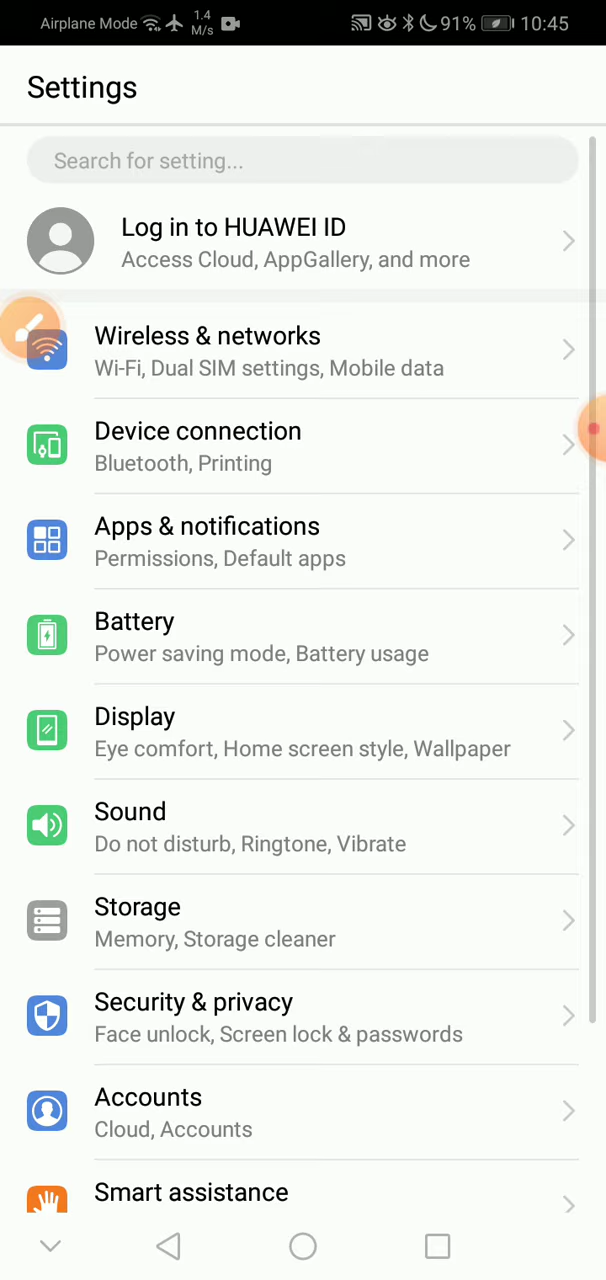 Airplane Mode 1.4 M/s 91% 10:45
Settings
Search for setting...
Log in to HUAWEI ID
Access Cloud, AppGallery, and more
Wireless & networks
Wi-Fi, Dual SIM settings, Mobile data
Device connection
Bluetooth, Printing
Apps & notifications
Permissions, Default apps
Battery
Power saving mode, Battery usage
Display
Eye comfort, Home screen style, Wallpaper
Sound
Do not disturb, Ringtone, Vibrate
Storage
Memory, Storage cleaner
Security & privacy
Face unlock, Screen lock & passwords
Accounts
Cloud, Accounts
Smart assistance